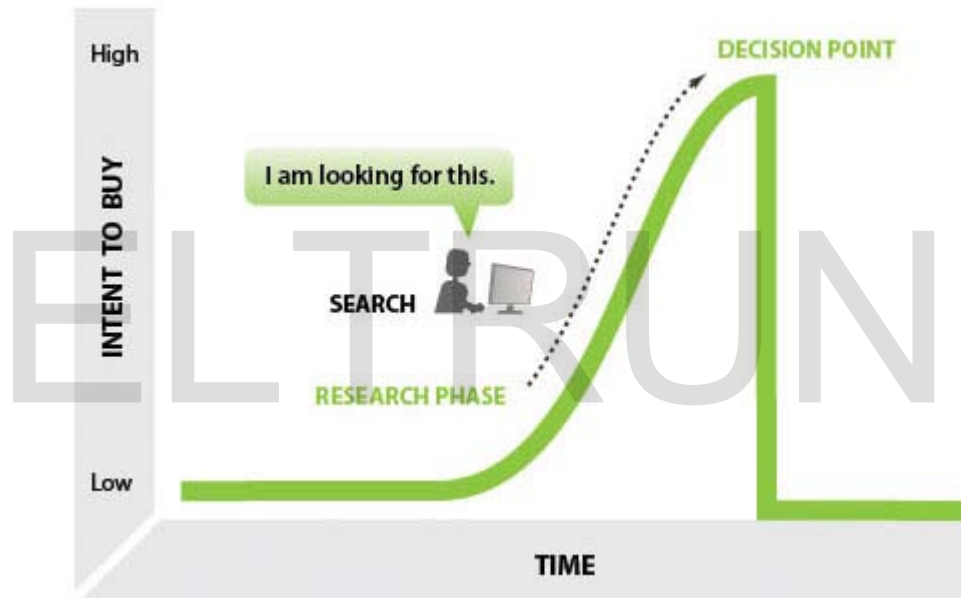 High
DECISION POINT
I am looking for this.
INTENT TO BUY
ELTRUN
SEARCH
RESEARCH PHASE
Low
TIME